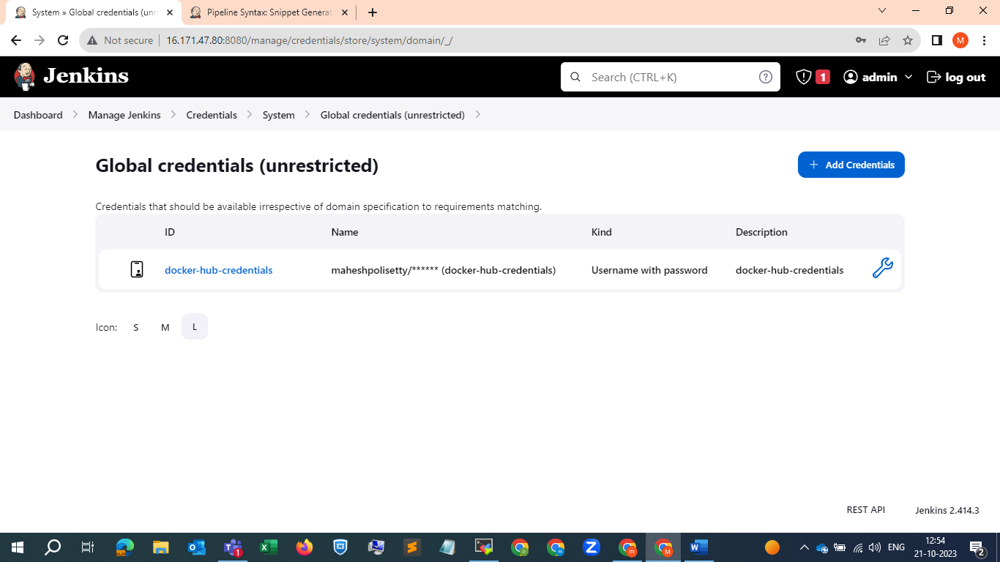 System » Global credentials (unr
Pipeline Syntax: Snippet Generat
Not secure
16.171.47.80:8080/manage/credentials/store/system/domain/_/
M
Jenkins
Search (CTRL+K)
?
1
admin
log out
Dashboard
Manage Jenkins
Credentials
System
Global credentials (unrestricted)
Global credentials (unrestricted)
+ Add Credentials
Credentials that should be available irrespective of domain specification to requirements matching.
ID Name Kind Description
docker-hub-credentials maheshpolisetty/****** (docker-hub-credentials) Username with password docker-hub-credentials
Icon: S M L
REST API Jenkins 2.414.3
ENG
12:54
21-10-2023
2